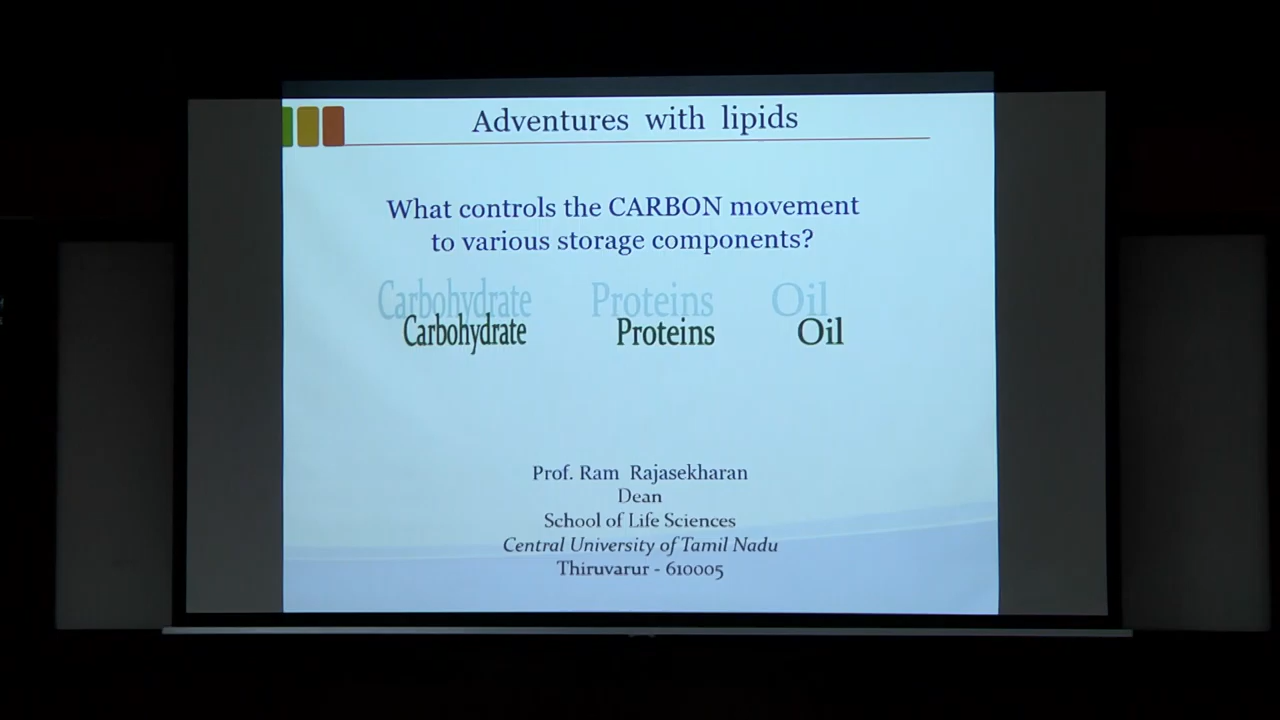 Adventures with lipids
What controls the CARBON movement
to various storage components?
Carbohydrate Proteins Oil
Carbohydrate Proteins Oil
Prof. Ram Rajasekharan
Dean
School of Life Sciences
Central University of Tamil Nadu
Thiruvarur - 610005